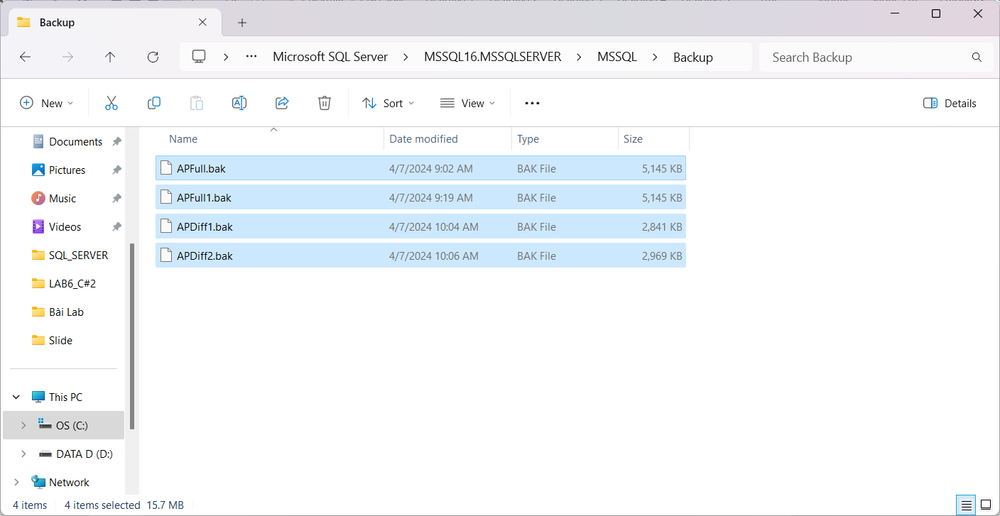 Backup
Microsoft SQL Server > MSSQL16.MSSQLSERVER > MSSQL > Backup
Search Backup
New
Sort
View
Details
Name Date modified Type Size
Documents
Pictures
Music
Videos
SQL_SERVER
LAB6_C#2
Bài Lab
Slide
This PC
OS (C:)
DATA D (D:)
Network
APFull.bak 4/7/2024 9:02 AM BAK File 5,145 KB
APFull1.bak 4/7/2024 9:19 AM BAK File 5,145 KB
APDiff1.bak 4/7/2024 10:04 AM BAK File 2,841 KB
APDiff2.bak 4/7/2024 10:06 AM BAK File 2,969 KB
4 items 4 items selected 15.7 MB